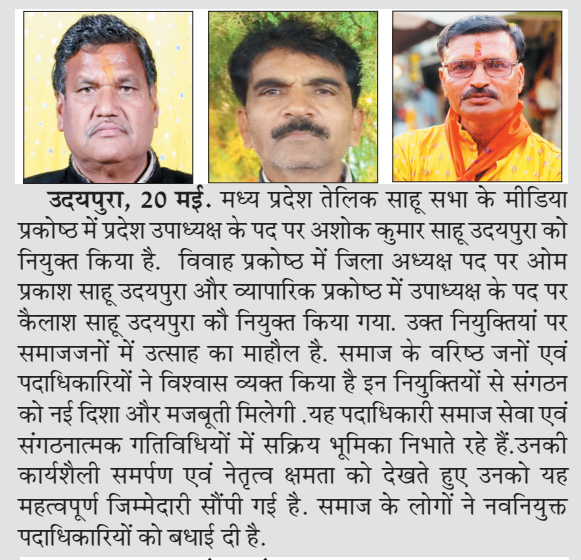 उदयपुरा, 20 मई. मध्य प्रदेश तेलिक साहू सभा के मीडिया
प्रकोष्ठ में प्रदेश उपाध्यक्ष के पद पर अशोक कुमार साहू उदयपुरा को
नियुक्त किया है. विवाह प्रकोष्ठ में जिला अध्यक्ष पद पर ओम
प्रकाश साहू उदयपुरा और व्यापारिक प्रकोष्ठ में उपाध्यक्ष के पद पर
कैलाश साहू उदयपुरा कौ नियुक्त किया गया. उक्त नियुक्तियां पर
समाजजनों में उत्साह का माहौल है. समाज के वरिष्ठ जनों एवं
पदाधिकारियों ने विश्वास व्यक्त किया है इन नियुक्तियों से संगठन
को नई दिशा और मजबूती मिलेगी .यह पदाधिकारी समाज सेवा एवं
संगठनात्मक गतिविधियों में सक्रिय भूमिका निभाते रहे हैं.उनकी
कार्यशैली समर्पण एवं नेतृत्व क्षमता को देखते हुए उनको यह
महत्वपूर्ण जिम्मेदारी सौंपी गई है. समाज के लोगों ने नवनियुक्त
पदाधिकारियों को बधाई दी है.